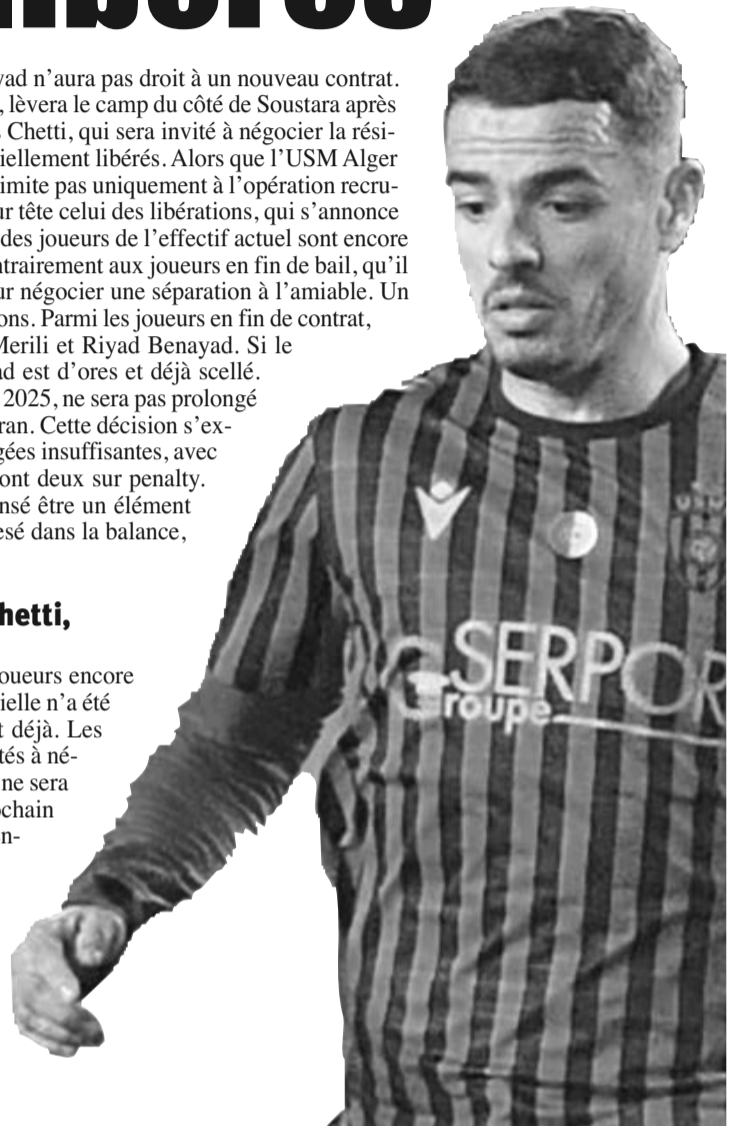 yad n’aura pas droit à un nouveau contrat.
, lèvera le camp du côté de Soustara après
Chetti, qui sera invité à négocier la rési-
iellement libérés. Alors que l’USM Alger
imite pas uniquement à l’opération recru-
ur tête celui des libérations, qui s’annonce
des joueurs de l’effectif actuel sont encore
ntrairement aux joueurs en fin de bail, qu’il
ur négocier une séparation à l’amiable. Un
ons. Parmi les joueurs en fin de contrat,
Merili et Riyad Benayad. Si le
ad est d’ores et déjà scellé.
2025, ne sera pas prolongé
ran. Cette décision s’ex-
gées insuffisantes, avec
ont deux sur penalty.
nsé être un élément
esé dans la balance,
hetti,
joueurs encore
ielle n’a été
t déjà. Les
tés à né-
ne sera
ochain
en-
SERPOR
Groupe